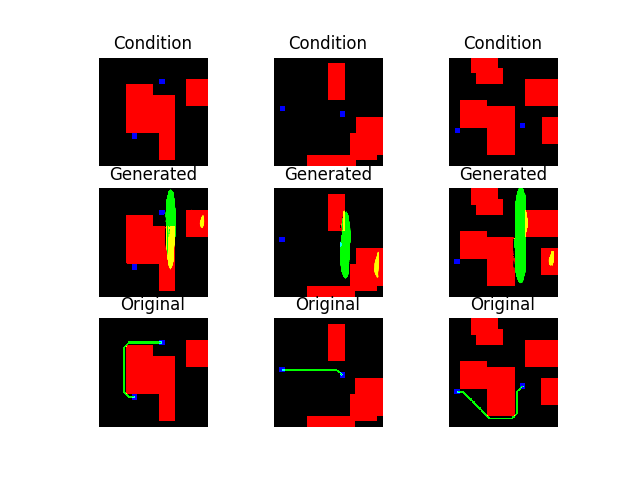 Condition Condition Condition
Generated Generated Generated
Original Original Original